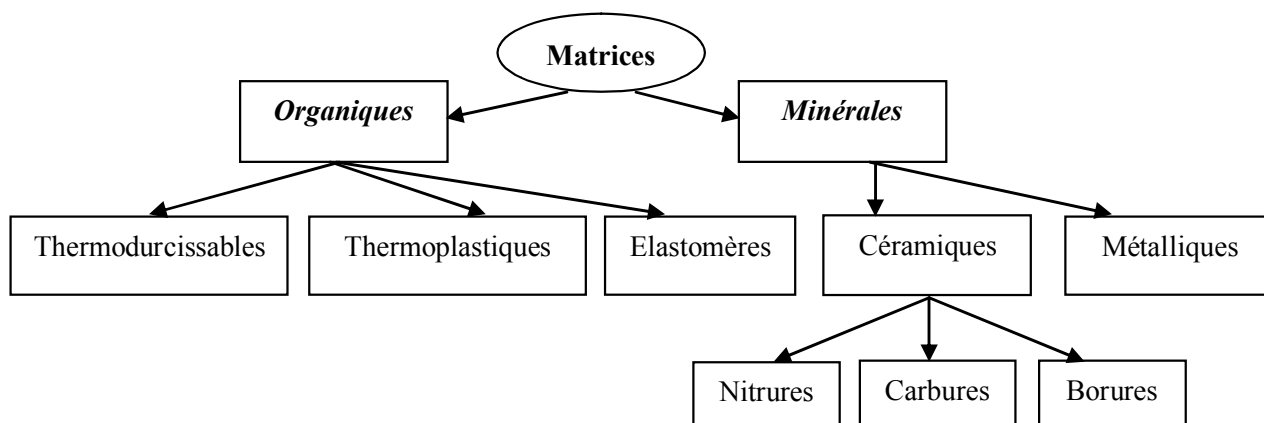 Matrices
Organiques
Minérales
Thermodurcissables
Thermoplastiques
Elastomères
Céramiques
Métalliques
Nitrures
Carbures
Borures